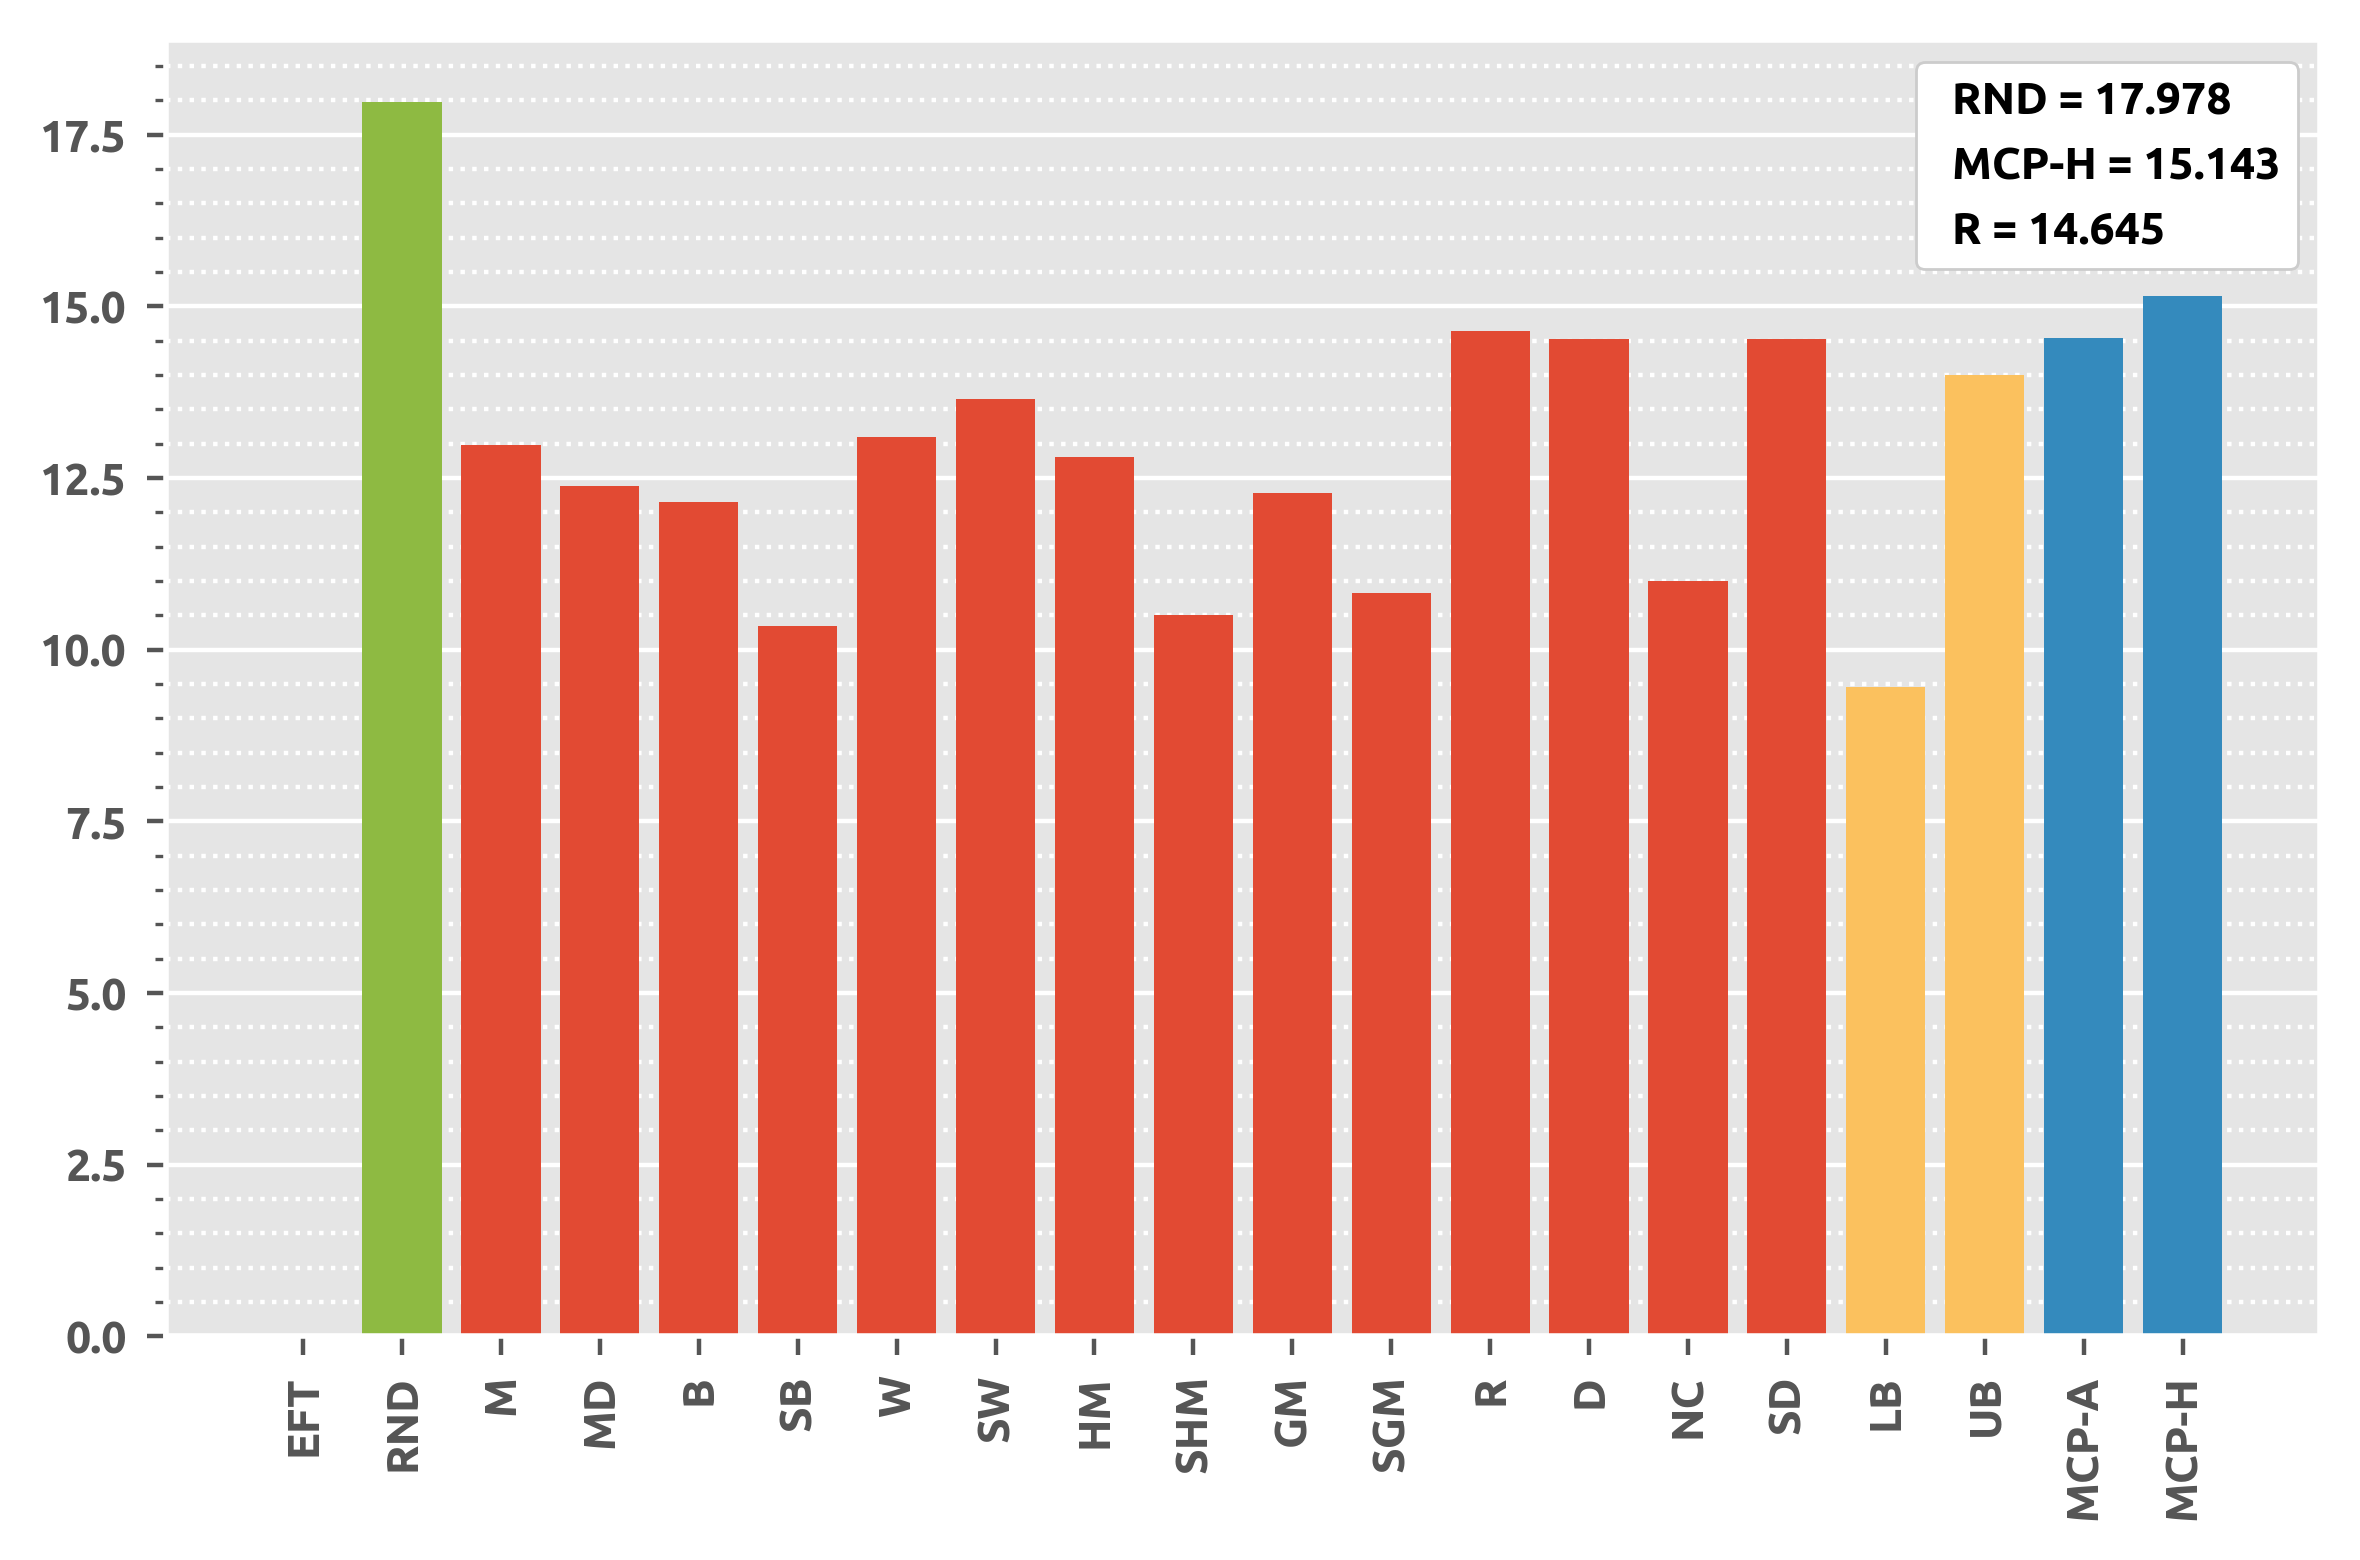 RND = 17.978
MCP-H = 15.143
R = 14.645
17.5
15.0
12.5
10.0
7.5
5.0
2.5
0.0
EFT
RND
M
MD
B
SB
W
SW
HM
SHM
GM
SGM
R
D
NC
SD
LB
UB
MCP-A
MCP-H